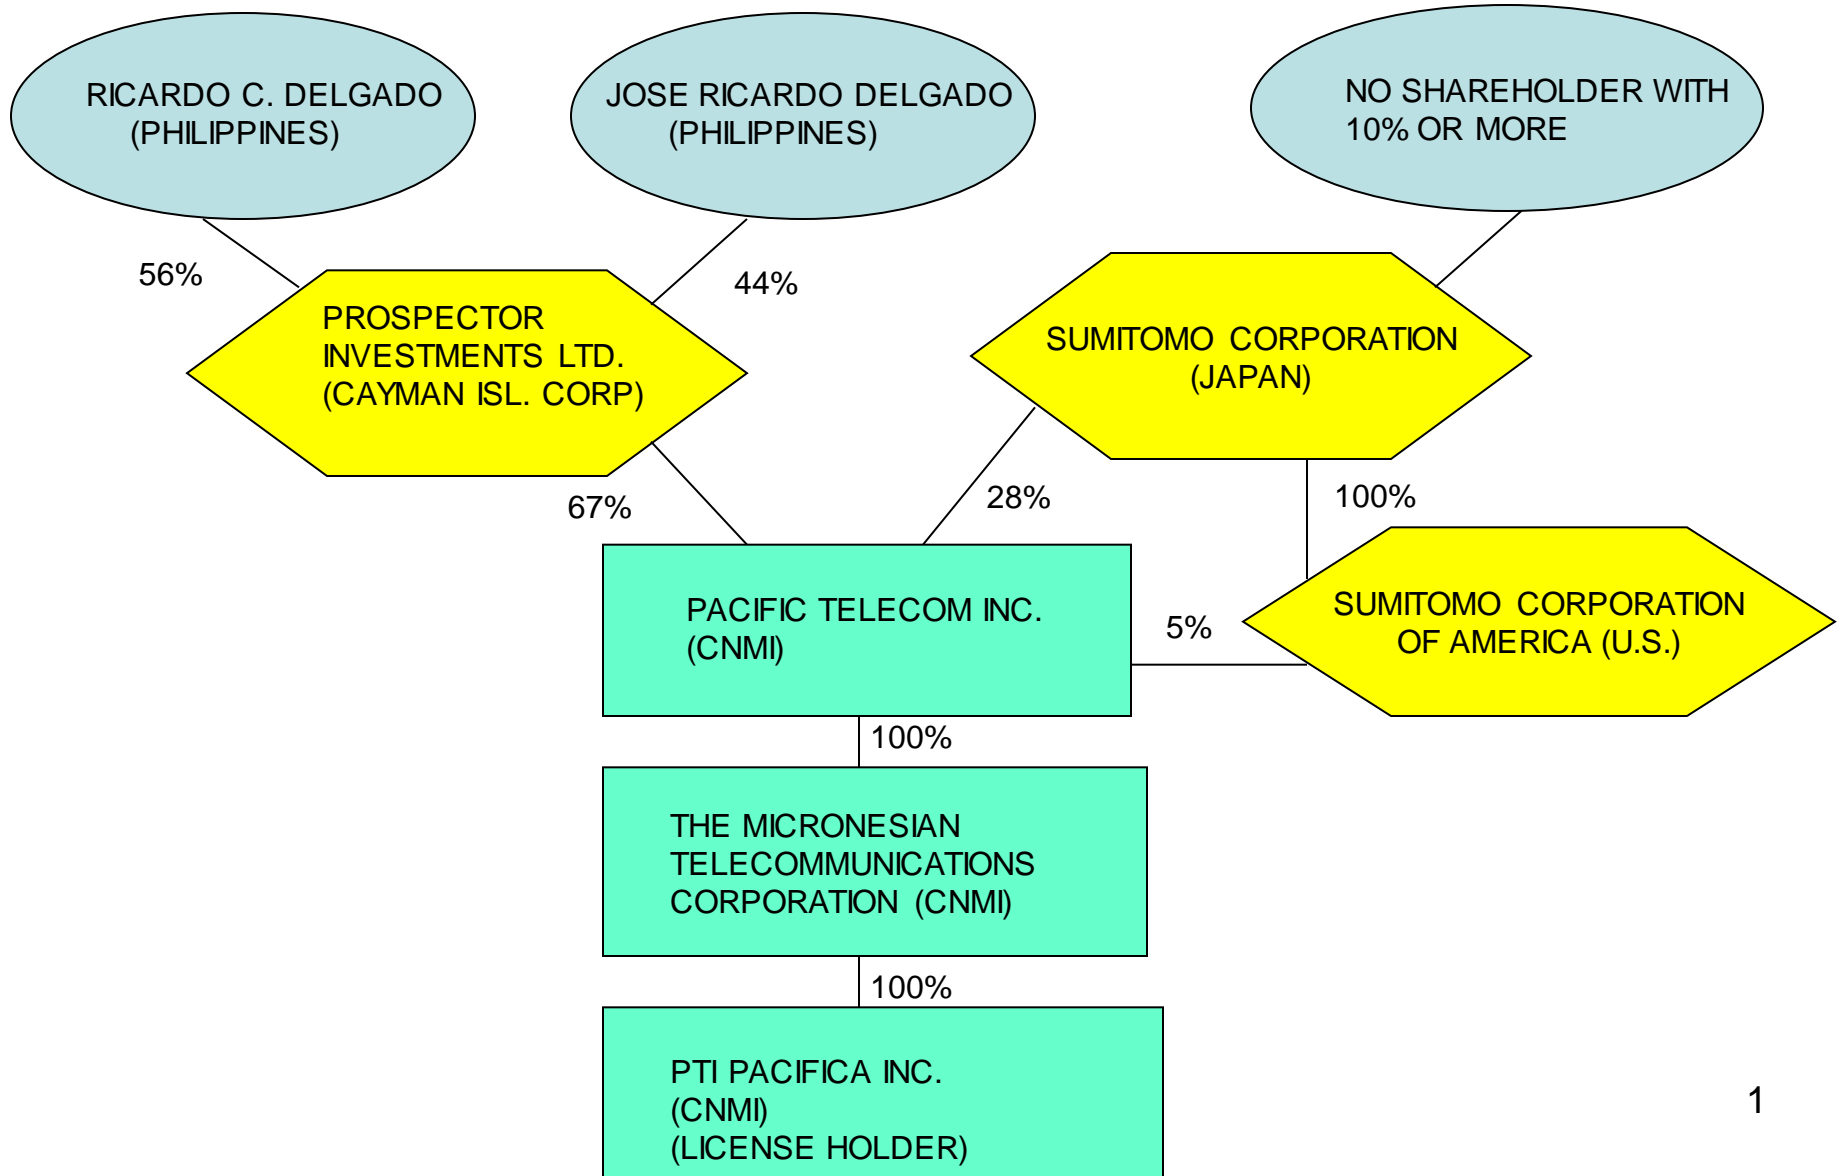 RICARDO C. DELGADO
(PHILIPPINES)
JOSE RICARDO DELGADO
(PHILIPPINES)
NO SHAREHOLDER WITH
10% OR MORE
56%
44%
PROSPECTOR
INVESTMENTS LTD.
(CAYMAN ISL. CORP)
SUMITOMO CORPORATION
(JAPAN)
67%
28%
100%
PACIFIC TELECOM INC.
(CNMI)
5%
SUMITOMO CORPORATION
OF AMERICA (U.S.)
100%
THE MICRONESIAN
TELECOMMUNICATIONS
CORPORATION (CNMI)
100%
PTI PACIFICA INC.
(CNMI)
(LICENSE HOLDER)
1